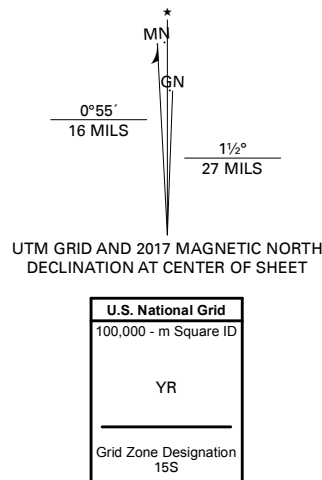 ★
MN
GN
0°55´
16 MILS
1½°
27 MILS
UTM GRID AND 2017 MAGNETIC NORTH
DECLINATION AT CENTER OF SHEET
U.S. National Grid
100,000 - m Square ID
YR
Grid Zone Designation
15S